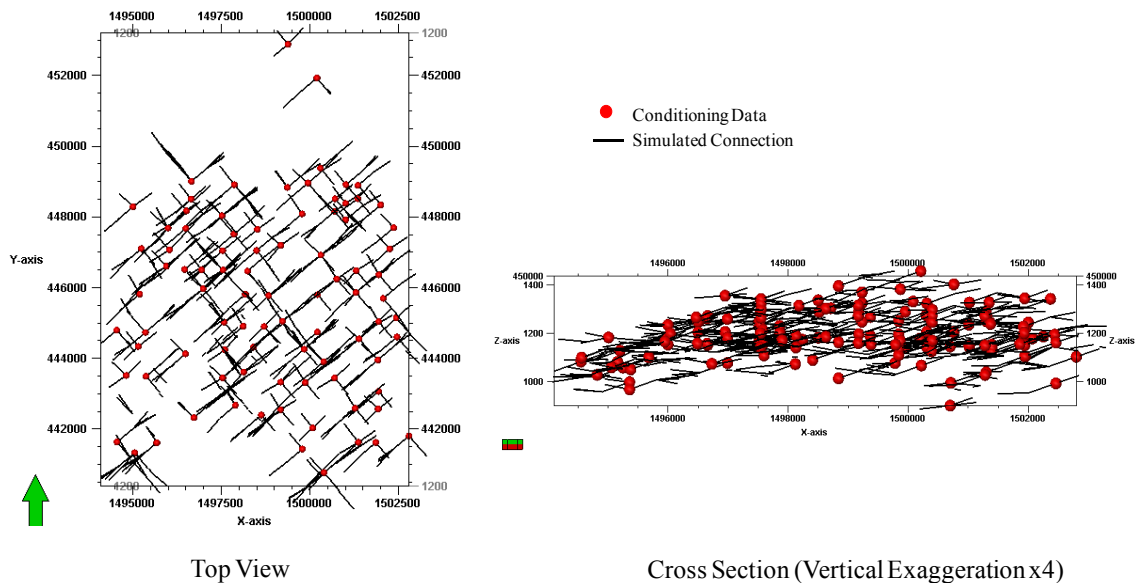 1495000 1497500 1500000 1502500
1200 1200
452000 452000
450000 450000
448000 448000
Y-axis
446000 446000
444000 444000
442000 442000
1200 1200
1495000 1497500 1500000 1502500
X-axis
Top View
Conditioning Data
Simulated Connection
1496000 1498000 1500000 1502000
450000 450000
1400 1400
1200 1200
Z-axis Z-axis
1000 1000
1496000 1498000 1500000 1502000
X-axis
Cross Section (Vertical Exaggeration x4)